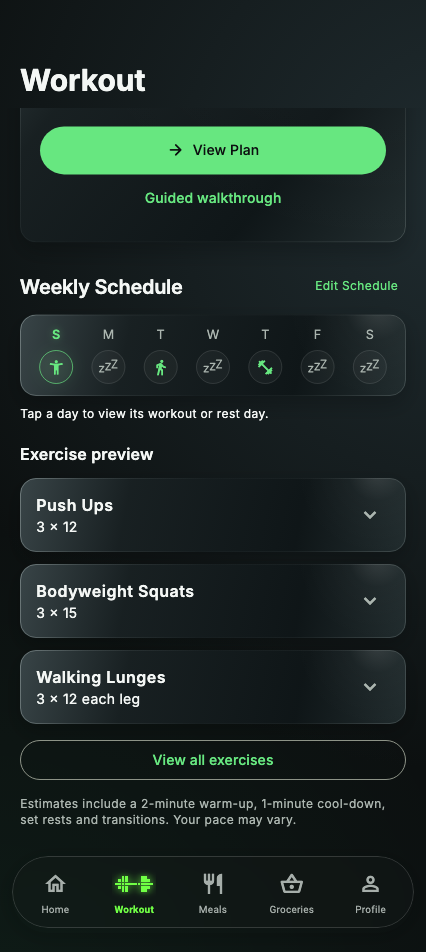 Workout
→ View Plan
Guided walkthrough
Weekly Schedule
Edit Schedule
S M T W T F S
zzZ zzZ zzZ zzZ
Tap a day to view its workout or rest day.
Exercise preview
Push Ups
3 × 12
Bodyweight Squats
3 × 15
Walking Lunges
3 × 12 each leg
View all exercises
Estimates include a 2-minute warm-up, 1-minute cool-down,
set rests and transitions. Your pace may vary.
Home Workout Meals Groceries Profile